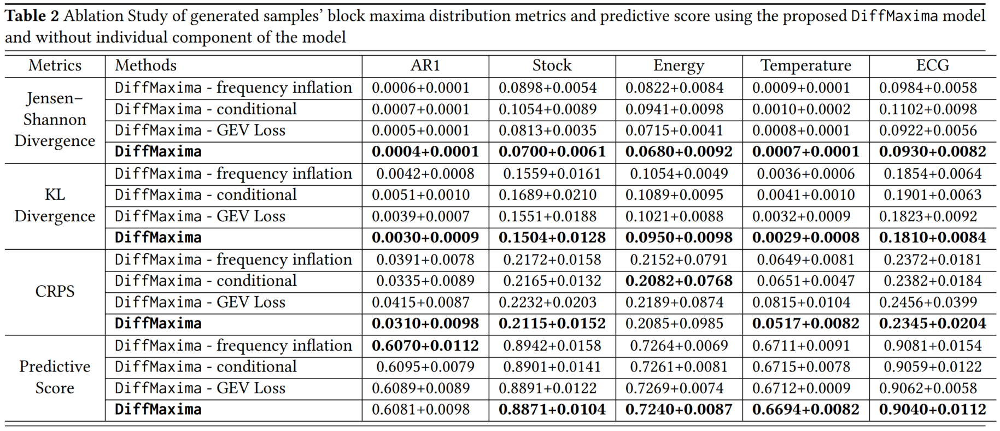 Table 2 Ablation Study of generated samples’ block maxima distribution metrics and predictive score using the proposed DiffMaxima model
and without individual component of the model
Metrics Methods AR1 Stock Energy Temperature ECG
Jensen–
Shannon
Divergence
DiffMaxima - frequency inflation 0.0006+0.0001 0.0898+0.0054 0.0822+0.0084 0.0009+0.0001 0.0984+0.0058
DiffMaxima - conditional 0.0007+0.0001 0.1054+0.0089 0.0941+0.0098 0.0010+0.0002 0.1102+0.0098
DiffMaxima - GEV Loss 0.0005+0.0001 0.0813+0.0035 0.0715+0.0041 0.0008+0.0001 0.0922+0.0056
DiffMaxima 0.0004+0.0001 0.0700+0.0061 0.0680+0.0092 0.0007+0.0001 0.0930+0.0082
KL
Divergence
DiffMaxima - frequency inflation 0.0042+0.0008 0.1559+0.0161 0.1054+0.0049 0.0036+0.0006 0.1854+0.0064
DiffMaxima - conditional 0.0051+0.0010 0.1689+0.0210 0.1089+0.0095 0.0041+0.0010 0.1901+0.0063
DiffMaxima - GEV Loss 0.0039+0.0007 0.1551+0.0188 0.1021+0.0088 0.0032+0.0009 0.1823+0.0092
DiffMaxima 0.0030+0.0009 0.1504+0.0128 0.0950+0.0098 0.0029+0.0008 0.1810+0.0084
CRPS
DiffMaxima - frequency inflation 0.0391+0.0078 0.2172+0.0158 0.2152+0.0791 0.0649+0.0081 0.2372+0.0181
DiffMaxima - conditional 0.0335+0.0089 0.2165+0.0132 0.2082+0.0768 0.0651+0.0047 0.2382+0.0184
DiffMaxima - GEV Loss 0.0415+0.0087 0.2232+0.0203 0.2189+0.0874 0.0815+0.0104 0.2456+0.0399
DiffMaxima 0.0310+0.0098 0.2115+0.0152 0.2085+0.0985 0.0517+0.0082 0.2345+0.0204
Predictive
Score
DiffMaxima - frequency inflation 0.6070+0.0112 0.8942+0.0158 0.7264+0.0069 0.6711+0.0091 0.9081+0.0154
DiffMaxima - conditional 0.6095+0.0079 0.8901+0.0141 0.7261+0.0081 0.6715+0.0078 0.9059+0.0122
DiffMaxima - GEV Loss 0.6089+0.0089 0.8891+0.0122 0.7269+0.0074 0.6712+0.0009 0.9062+0.0058
DiffMaxima 0.6081+0.0098 0.8871+0.0104 0.7240+0.0087 0.6694+0.0082 0.9040+0.0112